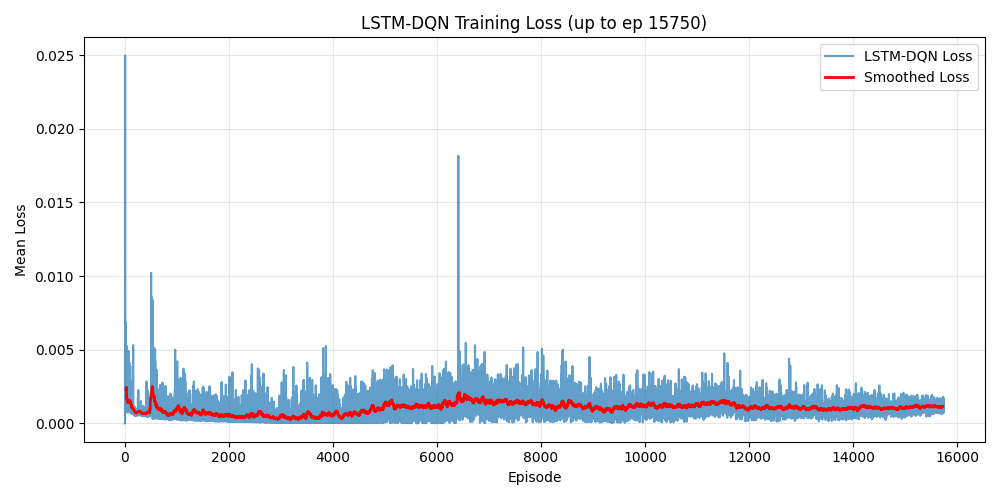 LSTM-DQN Training Loss (up to ep 15750)
LSTM-DQN Loss
Smoothed Loss
Mean Loss
0.025
0.020
0.015
0.010
0.005
0.000
0 2000 4000 6000 8000 10000 12000 14000 16000
Episode